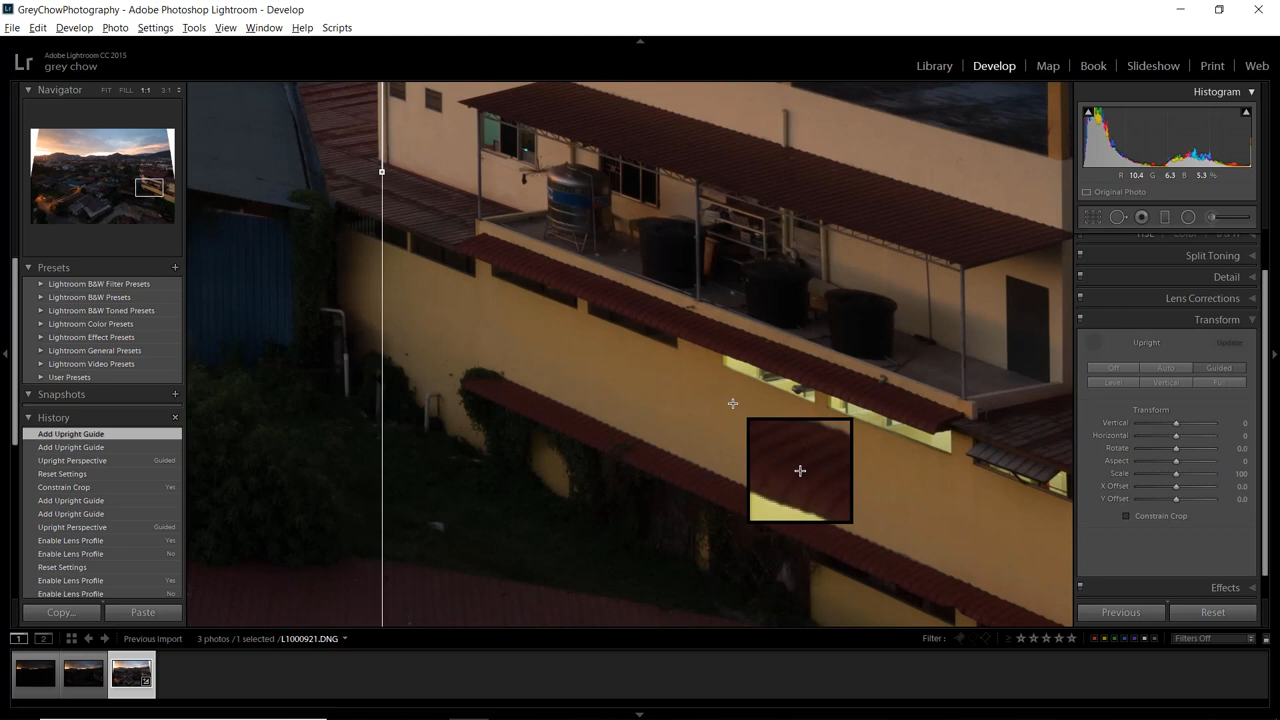 GreyChowPhotography - Adobe Photoshop Lightroom - Develop
File Edit Develop Photo Settings Tools View Window Help Scripts
Lr Adobe Lightroom CC 2015
grey chow
Library | Develop | Map | Book | Slideshow | Print | Web
Navigator FIT FILL 1:1 3:1
Histogram
R 10.4 G 6.3 B 5.3 %
Original Photo
Presets +
Lightroom B&W Filter Presets
Lightroom B&W Presets
Lightroom B&W Toned Presets
Lightroom Color Presets
Lightroom Effect Presets
Lightroom General Presets
Lightroom Video Presets
User Presets
Snapshots +
History ×
Add Upright Guide
Add Upright Guide
Upright Perspective Guided
Reset Settings
Constrain Crop Yes
Add Upright Guide
Add Upright Guide
Upright Perspective Guided
Enable Lens Profile Yes
Enable Lens Profile No
Reset Settings
Enable Lens Profile Yes
Enable Lens Profile No
Copy... Paste
Split Toning
Detail
Lens Corrections
Transform
Upright Update
Off Auto Guided
Level Vertical Full
Transform
Vertical 0
Horizontal 0
Rotate 0.0
Aspect 0
Scale 100
X Offset 0.0
Y Offset 0.0
Constrain Crop
Effects
Previous Reset
1 2 Previous Import 3 photos / 1 selected / L1000921.DNG Filter : Filters Off